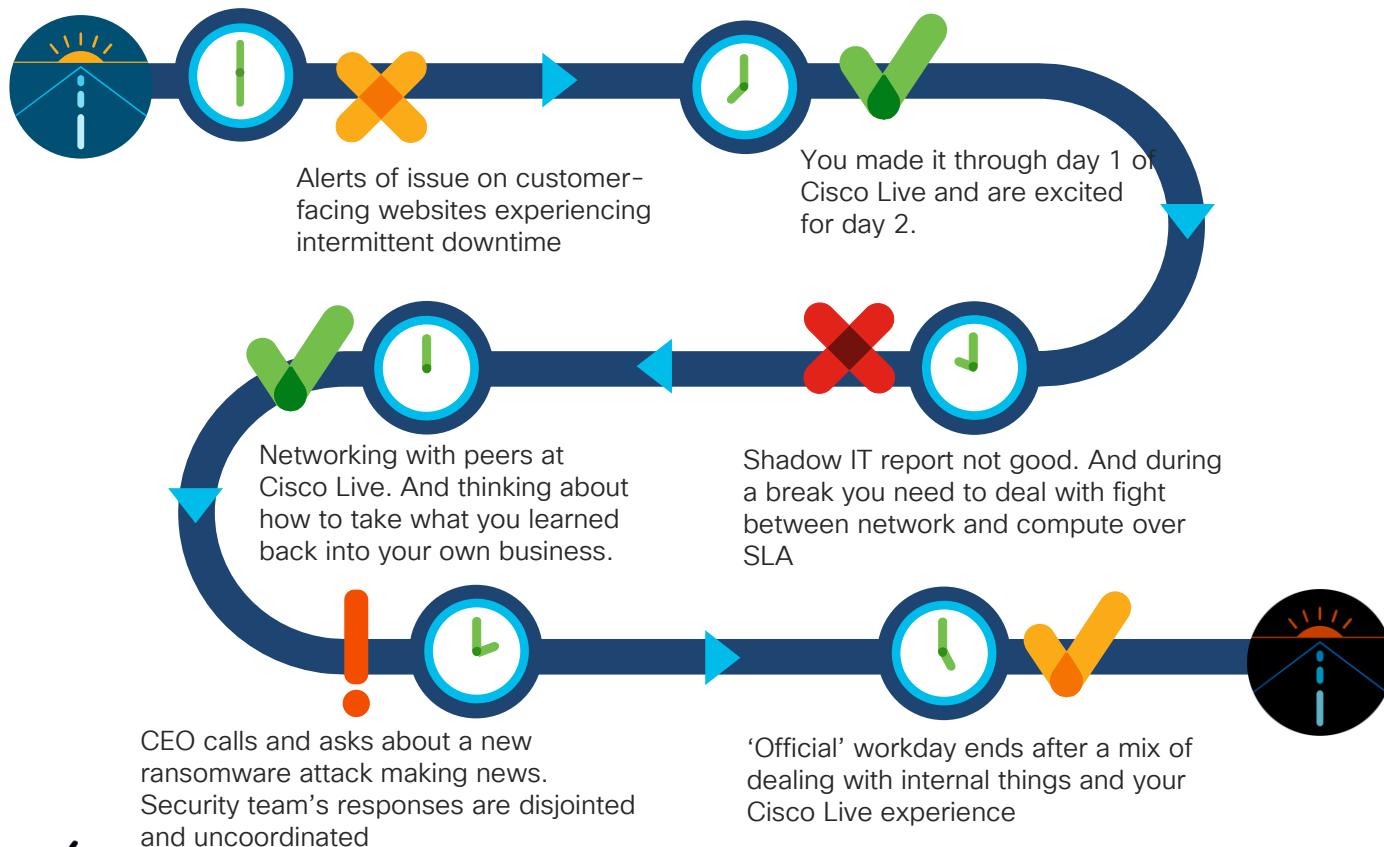 Alerts of issue on customer-
facing websites experiencing
intermittent downtime
You made it through day 1 of
Cisco Live and are excited
for day 2.
Shadow IT report not good. And during
a break you need to deal with fight
between network and compute over
SLA
Networking with peers at
Cisco Live. And thinking about
how to take what you learned
back into your own business.
CEO calls and asks about a new
ransomware attack making news.
Security team’s responses are disjointed
and uncoordinated
‘Official’ workday ends after a mix of
dealing with internal things and your
Cisco Live experience